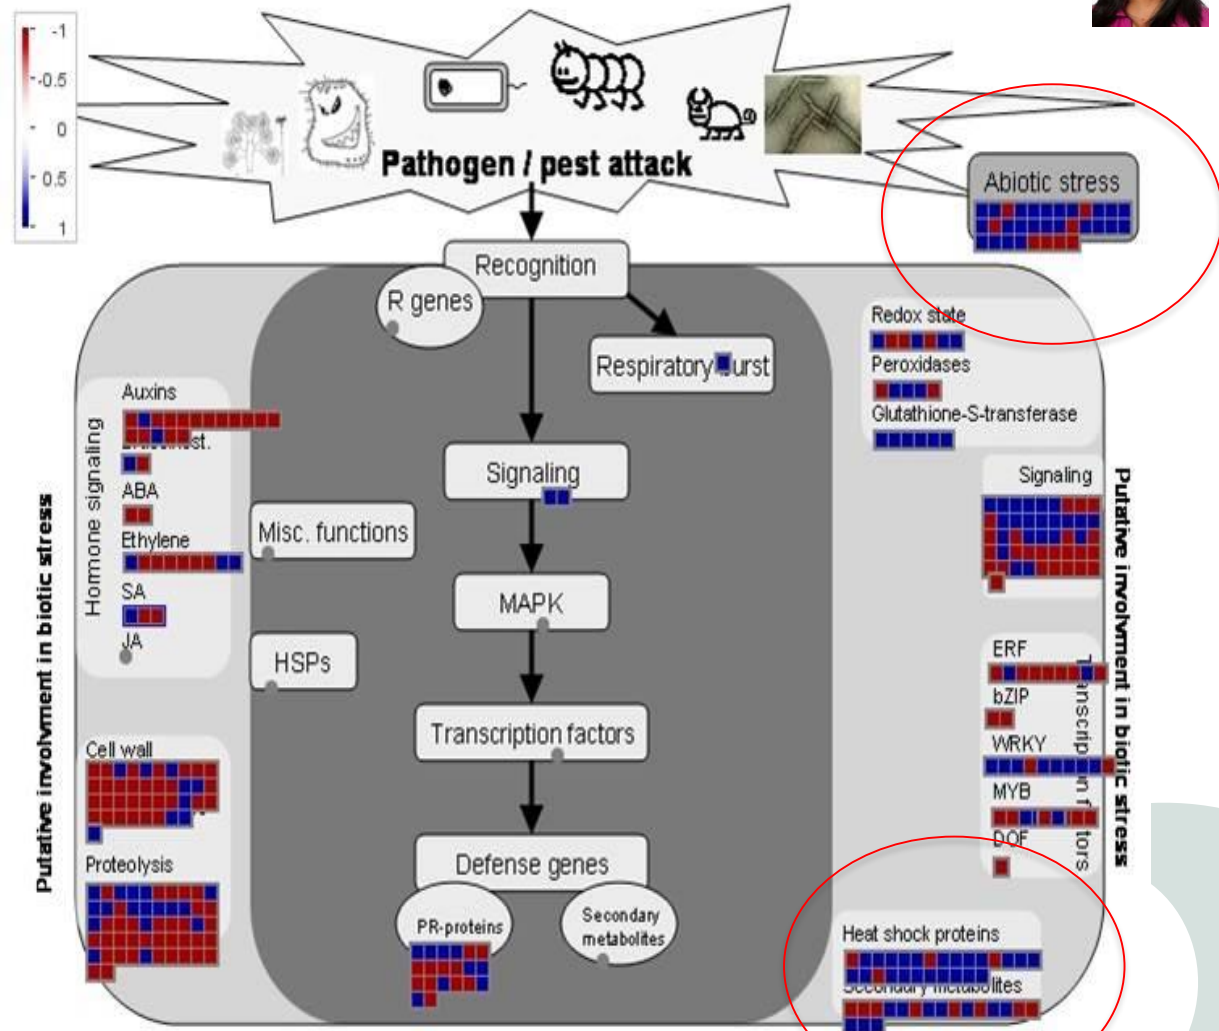 -1
-0.5
0
0.5
1
Pathogen / pest attack
Abiotic stress
Recognition
R genes
Respiratory urst
Redox state
Peroxidases
Glutathione-S-transferase
Hormone signaling
Auxins
ABA
Ethylene
SA
JA
Signaling
Misc. functions
MAPK
HSPs
Transcription factors
Defense genes
PR-proteins
Secondary
metabolites
Putative involvment in biotic stress
Cell wall
Proteolysis
Signaling
ERF
bZIP
WRKY
MYB
DOF
Putative involvment in biotic stress
Heat shock proteins
Secondary metabolites